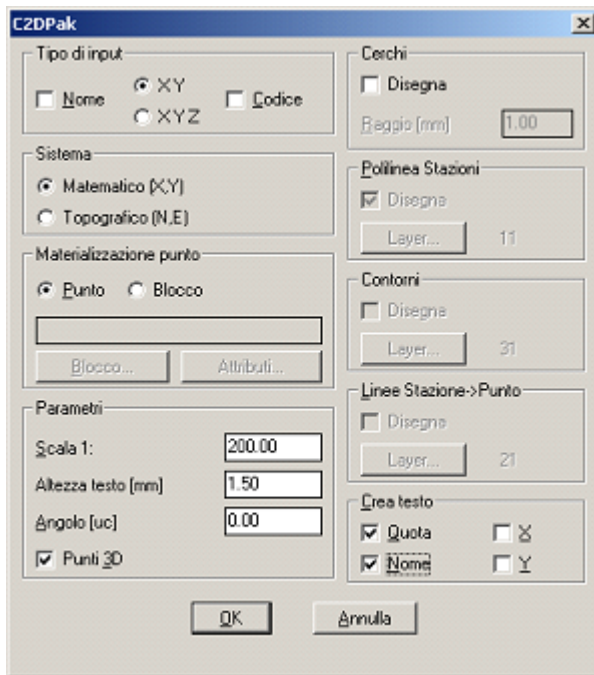 C2DPak
Tipo di input
Nome
XY
XYZ
Codice
Sistema
Matematico (X,Y)
Topografico (N,E)
Materializzazione punto
Punto
Blocco
Blocco...
Attributi...
Parametri
Scala 1:
200.00
Altezza testo [mm]
1.50
Angolo [uc]
0.00
Punti 3D
Cerchi
Disegna
Raggio [mm]
1.00
Polilinea Stazioni
Disegna
Layer...
11
Contorni
Disegna
Layer...
31
Linee Stazione->Punto
Disegna
Layer...
21
Crea testo
Quota
X
Nome
Y
OK
Annulla